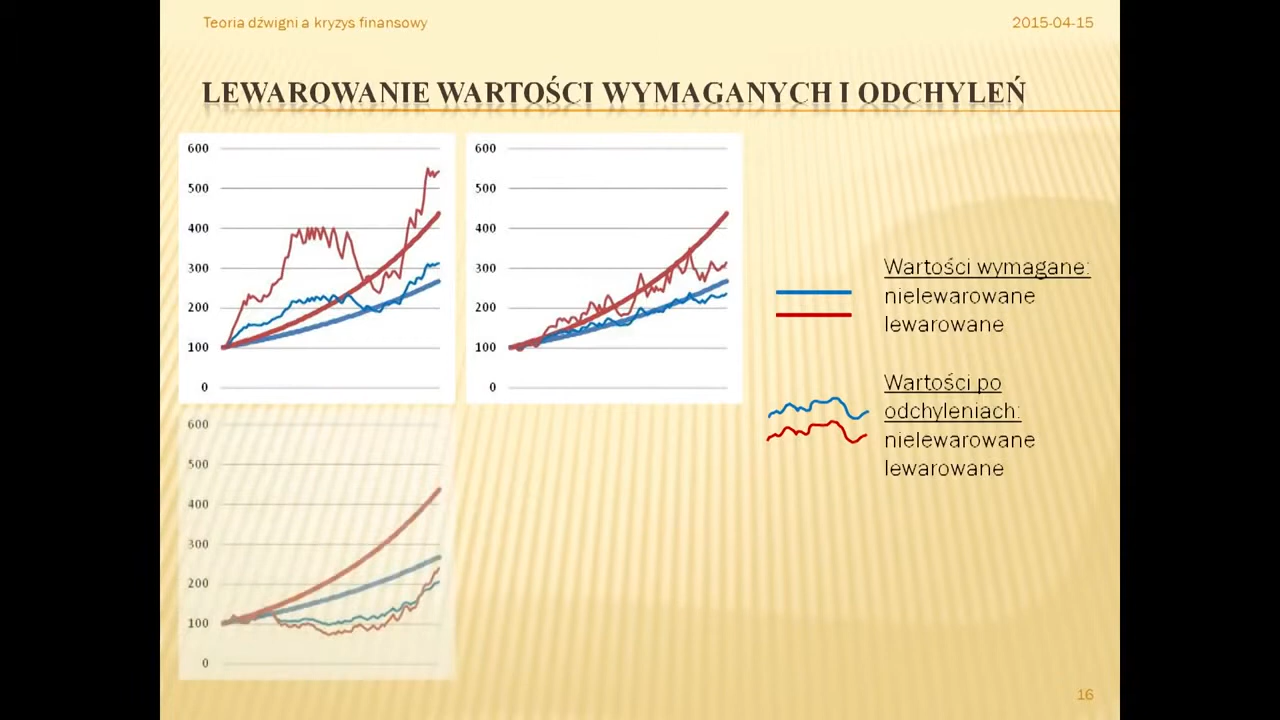 Teoria dźwigni a kryzys finansowy
2015-04-15
LEWAROWANIE WARTOŚCI WYMAGANYCH I ODCHYLEŃ
600
500
400
300
200
100
0
600
500
400
300
200
100
0
600
500
400
300
200
100
0
Wartości wymagane:
nielewarowane
lewarowane
Wartości po
odchyleniach:
nielewarowane
lewarowane
16